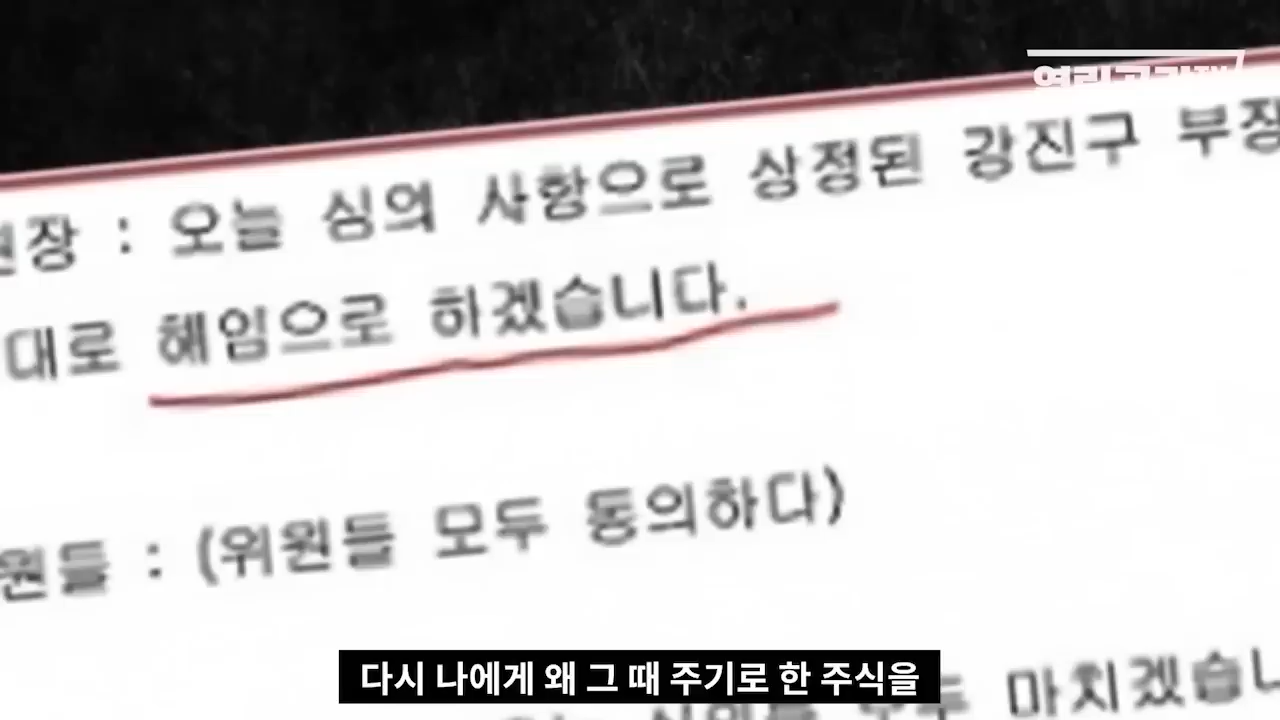 오늘 심의 사항으로 상정된 강진구 부장
원장 :
대로 해임으로 하겠습니다.
원들 : (위원들 모두 동의하다)
마치겠습니
다시 나에게 왜 그 때 주기로 한 주식을